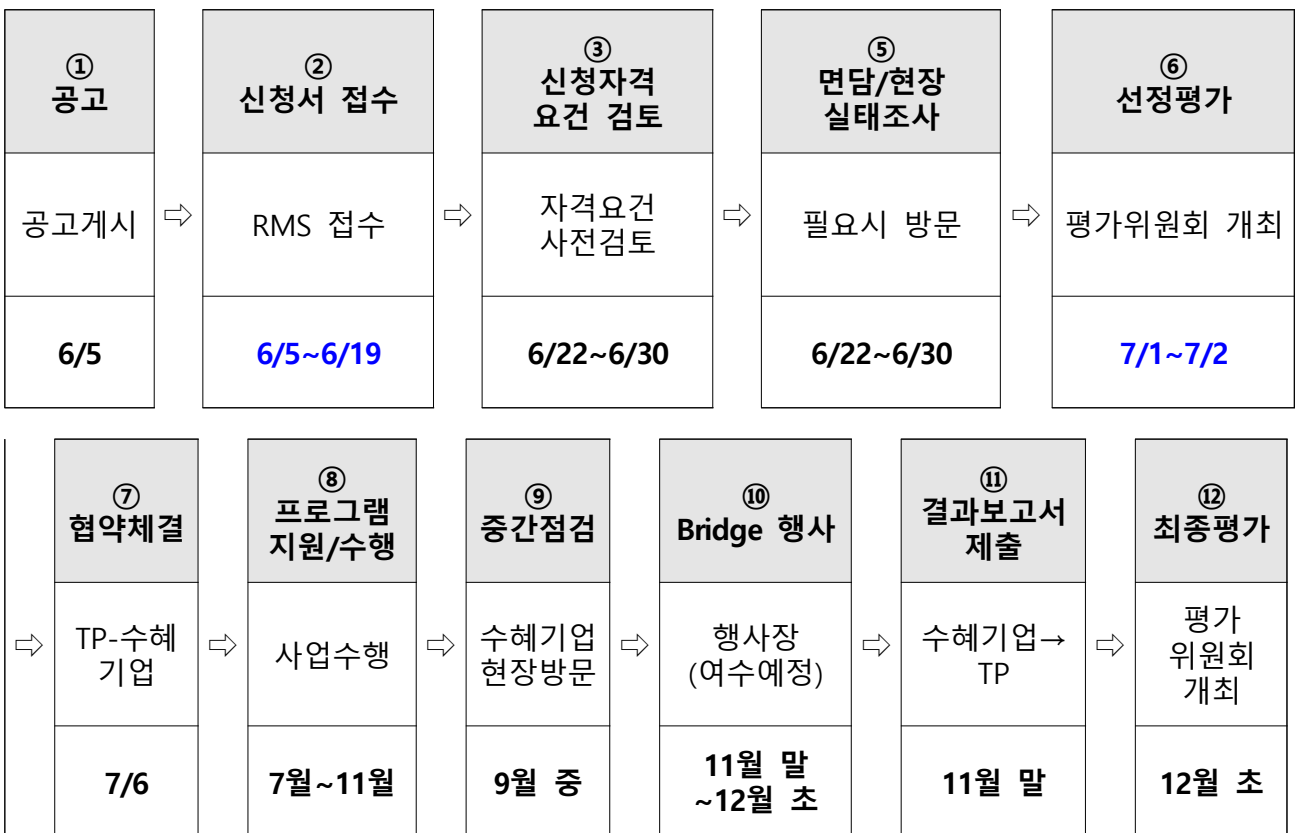 ①
공고
공고게시
6/5
⇨
②
신청서 접수
RMS 접수
6/5~6/19
⇨
③
신청자격
요건 검토
자격요건
사전검토
6/22~6/30
⇨
⑤
면담/현장
실태조사
필요시 방문
6/22~6/30
⇨
⑥
선정평가
평가위원회 개최
7/1~7/2
⇨
⑦
협약체결
TP-수혜
기업
7/6
⇨
⑧
프로그램
지원/수행
사업수행
7월~11월
⇨
⑨
중간점검
수혜기업
현장방문
9월 중
⇨
⑩
Bridge 행사
행사장
(여수예정)
11월 말
~12월 초
⇨
⑪
결과보고서
제출
수혜기업→
TP
11월 말
⇨
⑫
최종평가
평가
위원회
개최
12월 초